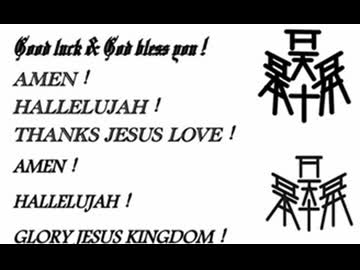 Good luck & God bless you !
AMEN !
HALLELUJAH !
THANKS JESUS LOVE !
AMEN !
HALLELUJAH !
GLORY JESUS KINGDOM !